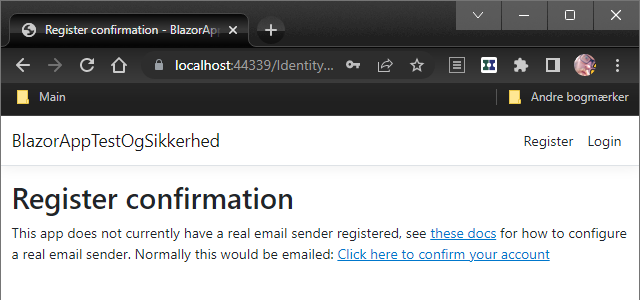 Register confirmation - BlazorAp
localhost:44339/Identity...
Main
Andre bogmærker
BlazorAppTestOgSikkerhed
Register
Login
Register confirmation
This app does not currently have a real email sender registered, see these docs for how to configure
a real email sender. Normally this would be emailed: Click here to confirm your account